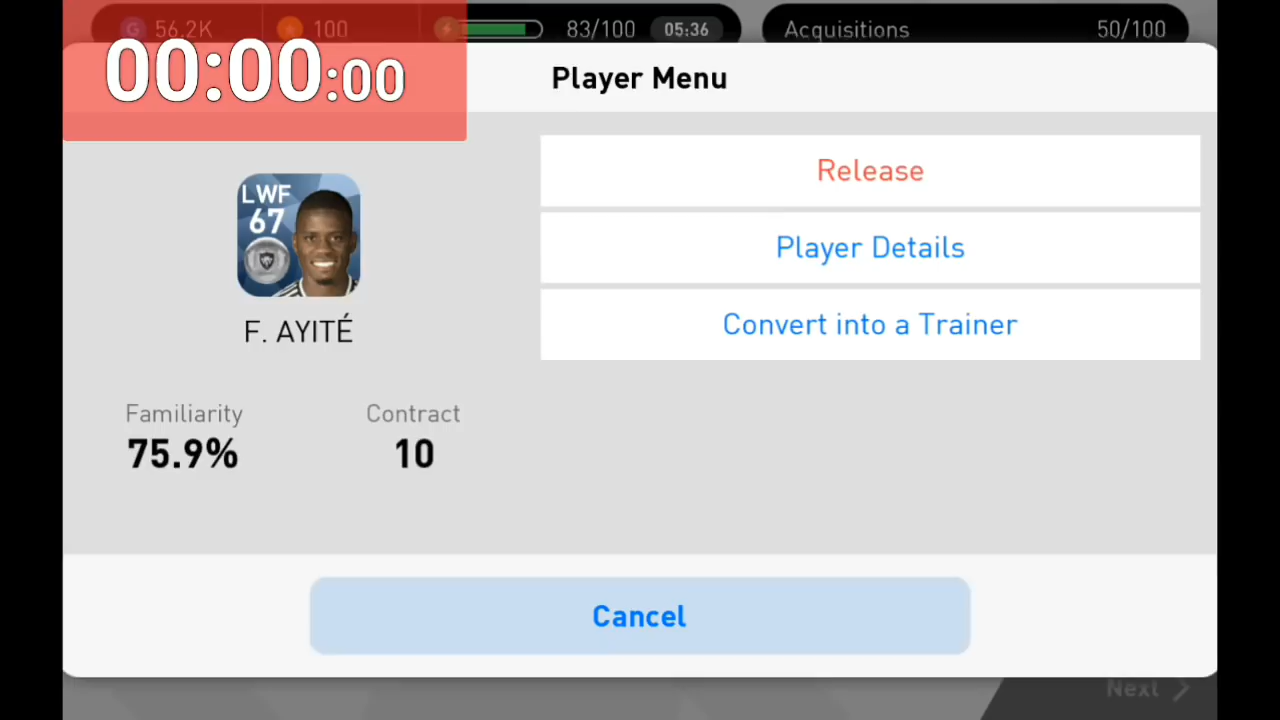 G 56.2K 100 83/100 05:36 Acquisitions 50/100
00:00:00
Player Menu
LWF
67
F. AYITÉ
Familiarity Contract
75.9% 10
Release
Player Details
Convert into a Trainer
Cancel
Next